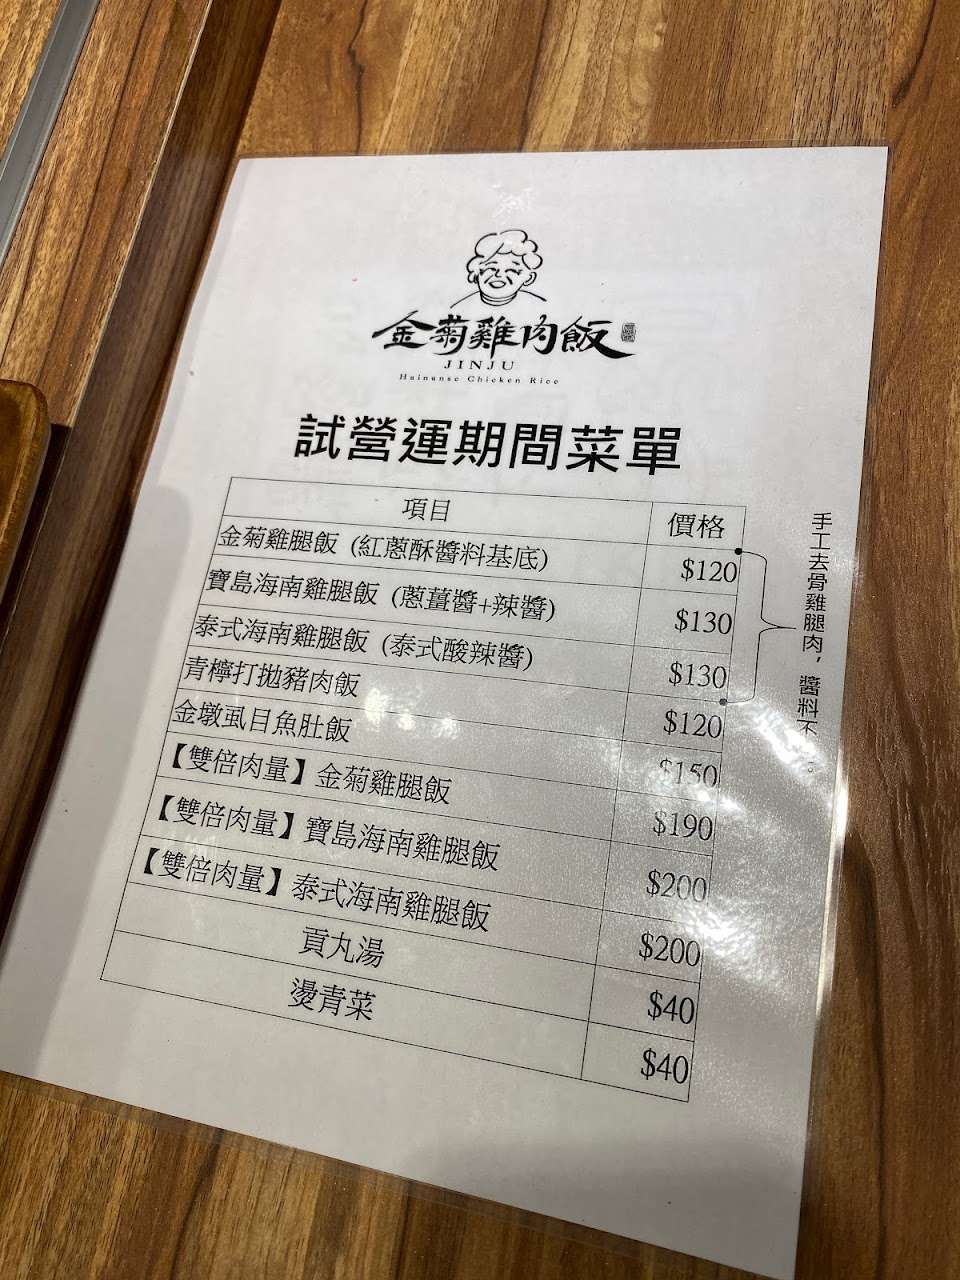 金菊雞肉飯
JINJU
Hainanse Chicken Rice
試營運期間菜單
項目 價格
金菊雞腿飯 (紅蔥酥醬料基底) $120
寶島海南雞腿飯 (蔥薑醬+辣醬) $130
泰式海南雞腿飯 (泰式酸辣醬) $130
青檸打拋豬肉飯 $120
金墩虱目魚肚飯 $150
【雙倍肉量】金菊雞腿飯 $190
【雙倍肉量】寶島海南雞腿飯 $200
【雙倍肉量】泰式海南雞腿飯 $200
貢丸湯 $40
燙青菜 $40
手工去骨雞腿肉，醬料不